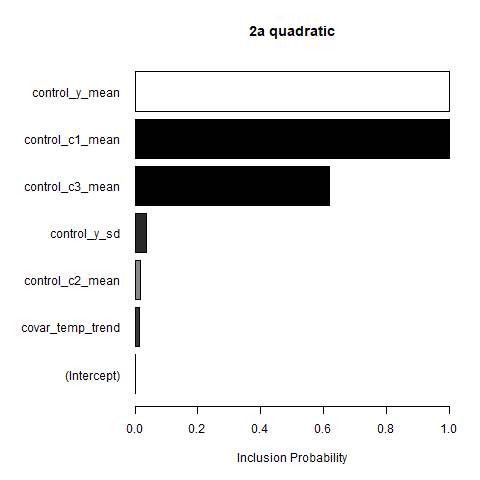 2a quadratic
control_y_mean
control_c1_mean
control_c3_mean
control_y_sd
control_c2_mean
covar_temp_trend
(Intercept)
0.0 0.2 0.4 0.6 0.8 1.0
Inclusion Probability